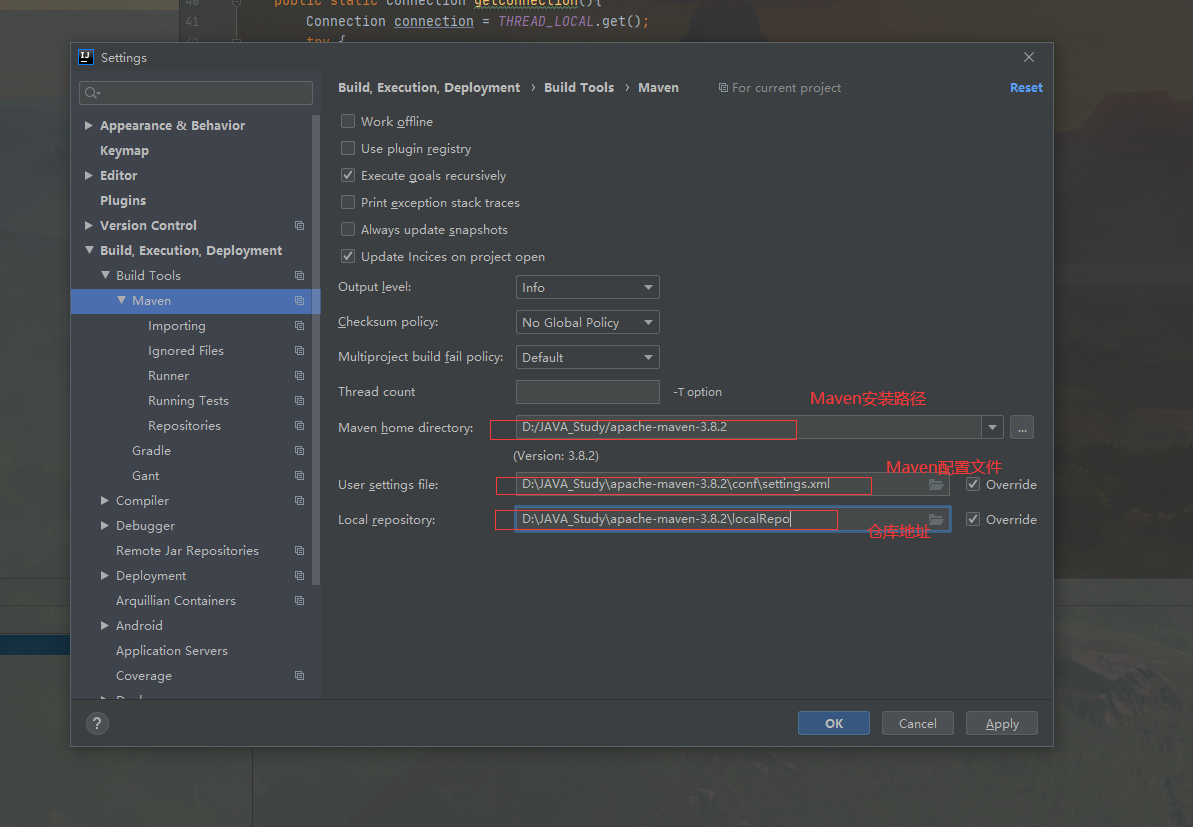 40 public static Connection getConnection(){
41 Connection connection = THREAD_LOCAL.get();
try {
Settings
Build, Execution, Deployment › Build Tools › Maven For current project Reset
Appearance & Behavior
Keymap
Editor
Plugins
Version Control
Build, Execution, Deployment
Build Tools
Maven
Importing
Ignored Files
Runner
Running Tests
Repositories
Gradle
Gant
Compiler
Debugger
Remote Jar Repositories
Deployment
Arquillian Containers
Android
Application Servers
Coverage
Work offline
Use plugin registry
Execute goals recursively
Print exception stack traces
Always update snapshots
Update Incices on project open
Output level: Info
Checksum policy: No Global Policy
Multiproject build fail policy: Default
Thread count -T option
Maven安装路径
Maven home directory: D:/JAVA_Study/apache-maven-3.8.2 ...
(Version: 3.8.2)
Maven配置文件
User settings file: D:\JAVA_Study\apache-maven-3.8.2\conf\settings.xml Override
Local repository: D:\JAVA_Study\apache-maven-3.8.2\localRepo Override
仓库地址
? OK Cancel Apply